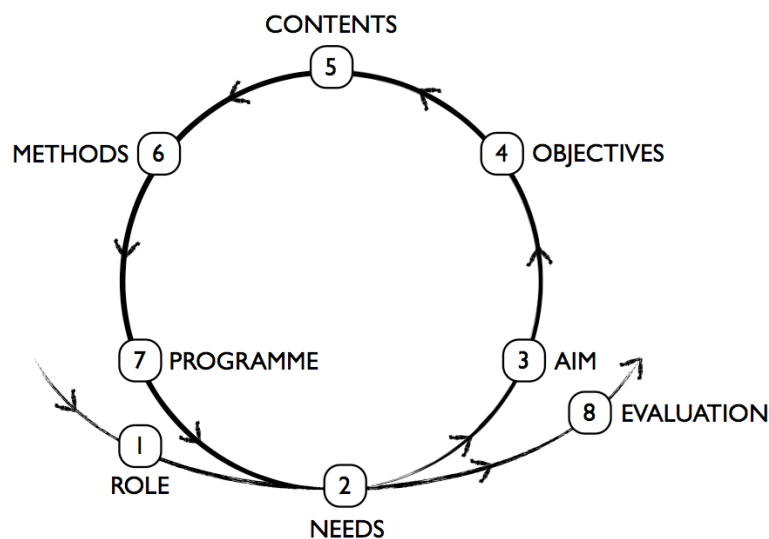 CONTENTS
5
METHODS 6
4 OBJECTIVES
7 PROGRAMME
3 AIM
8 EVALUATION
1
ROLE
2
NEEDS